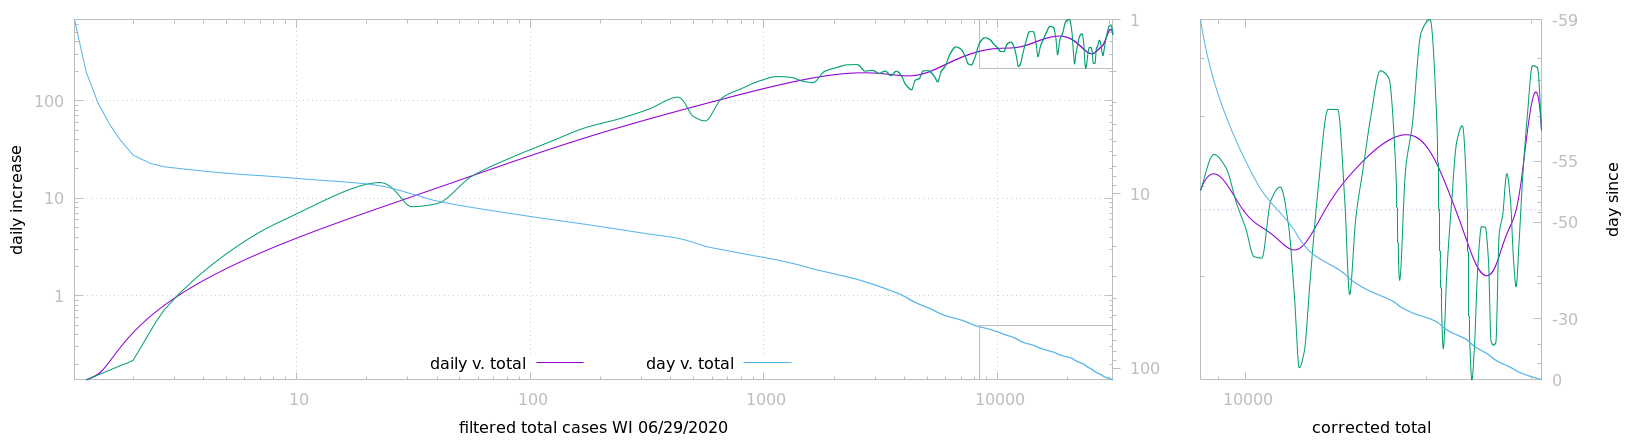 daily increase
100
10
1
10
100
1000
10000
filtered total cases WI 06/29/2020
daily v. total
day v. total
1
10
100
10000
corrected total
-59
-55
-50
-30
0
day since